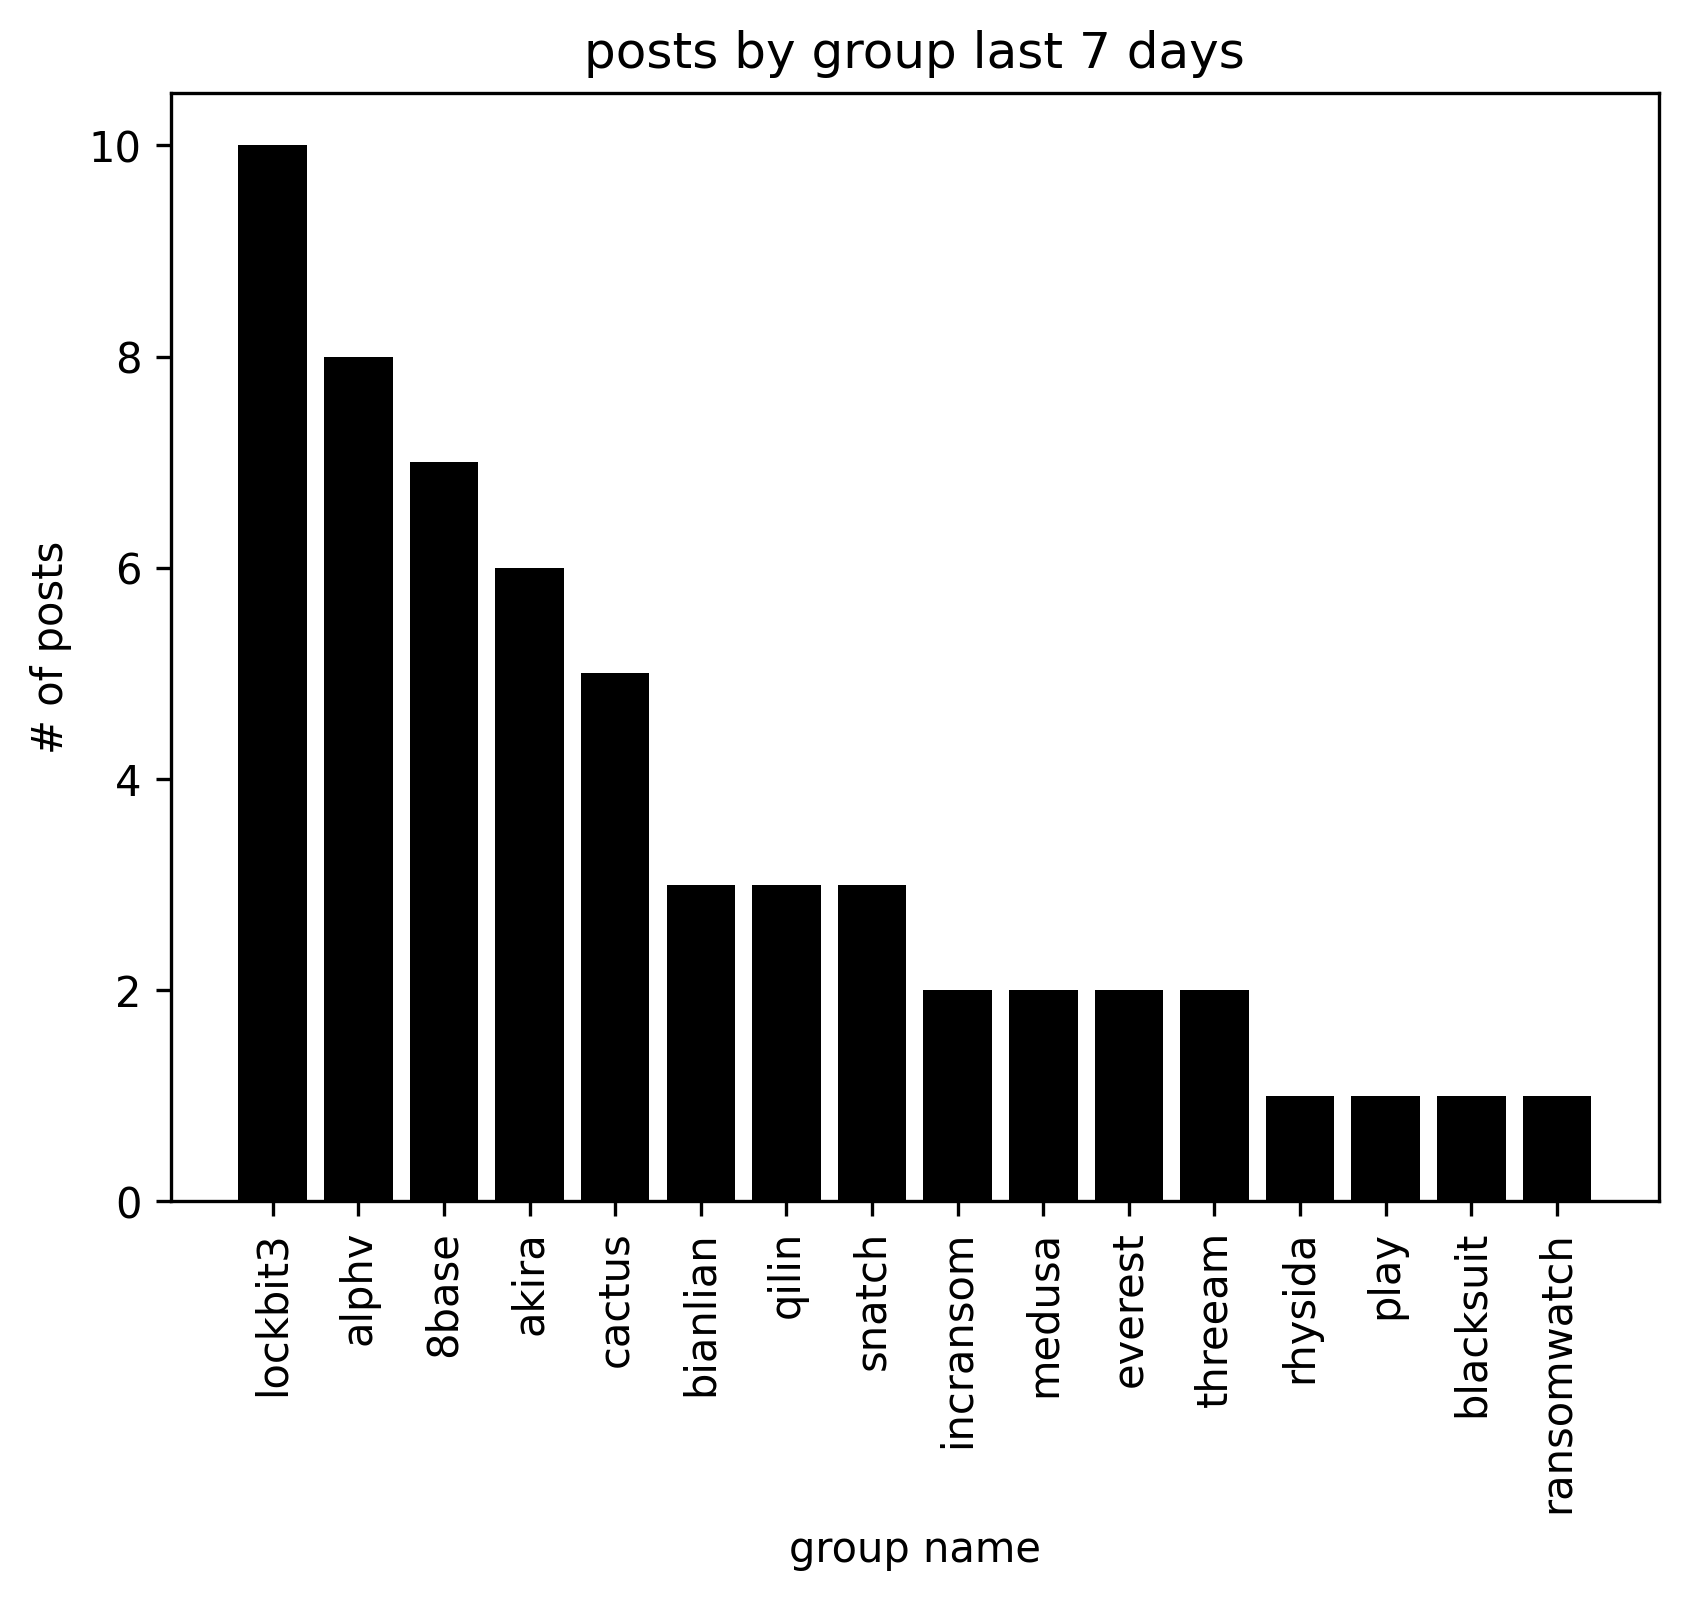 posts by group last 7 days
# of posts
10
8
6
4
2
0
lockbit3
alphv
8base
akira
cactus
bianlian
qilin
snatch
incransom
medusa
everest
threeam
rhysida
play
blacksuit
ransomwatch
group name